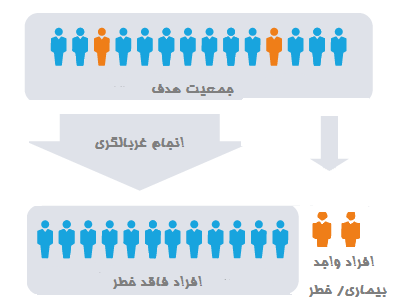 جمعیت هدف
انجام غربالگری
افراد واجد
بیماری/ خطر
افراد فاقد خطر